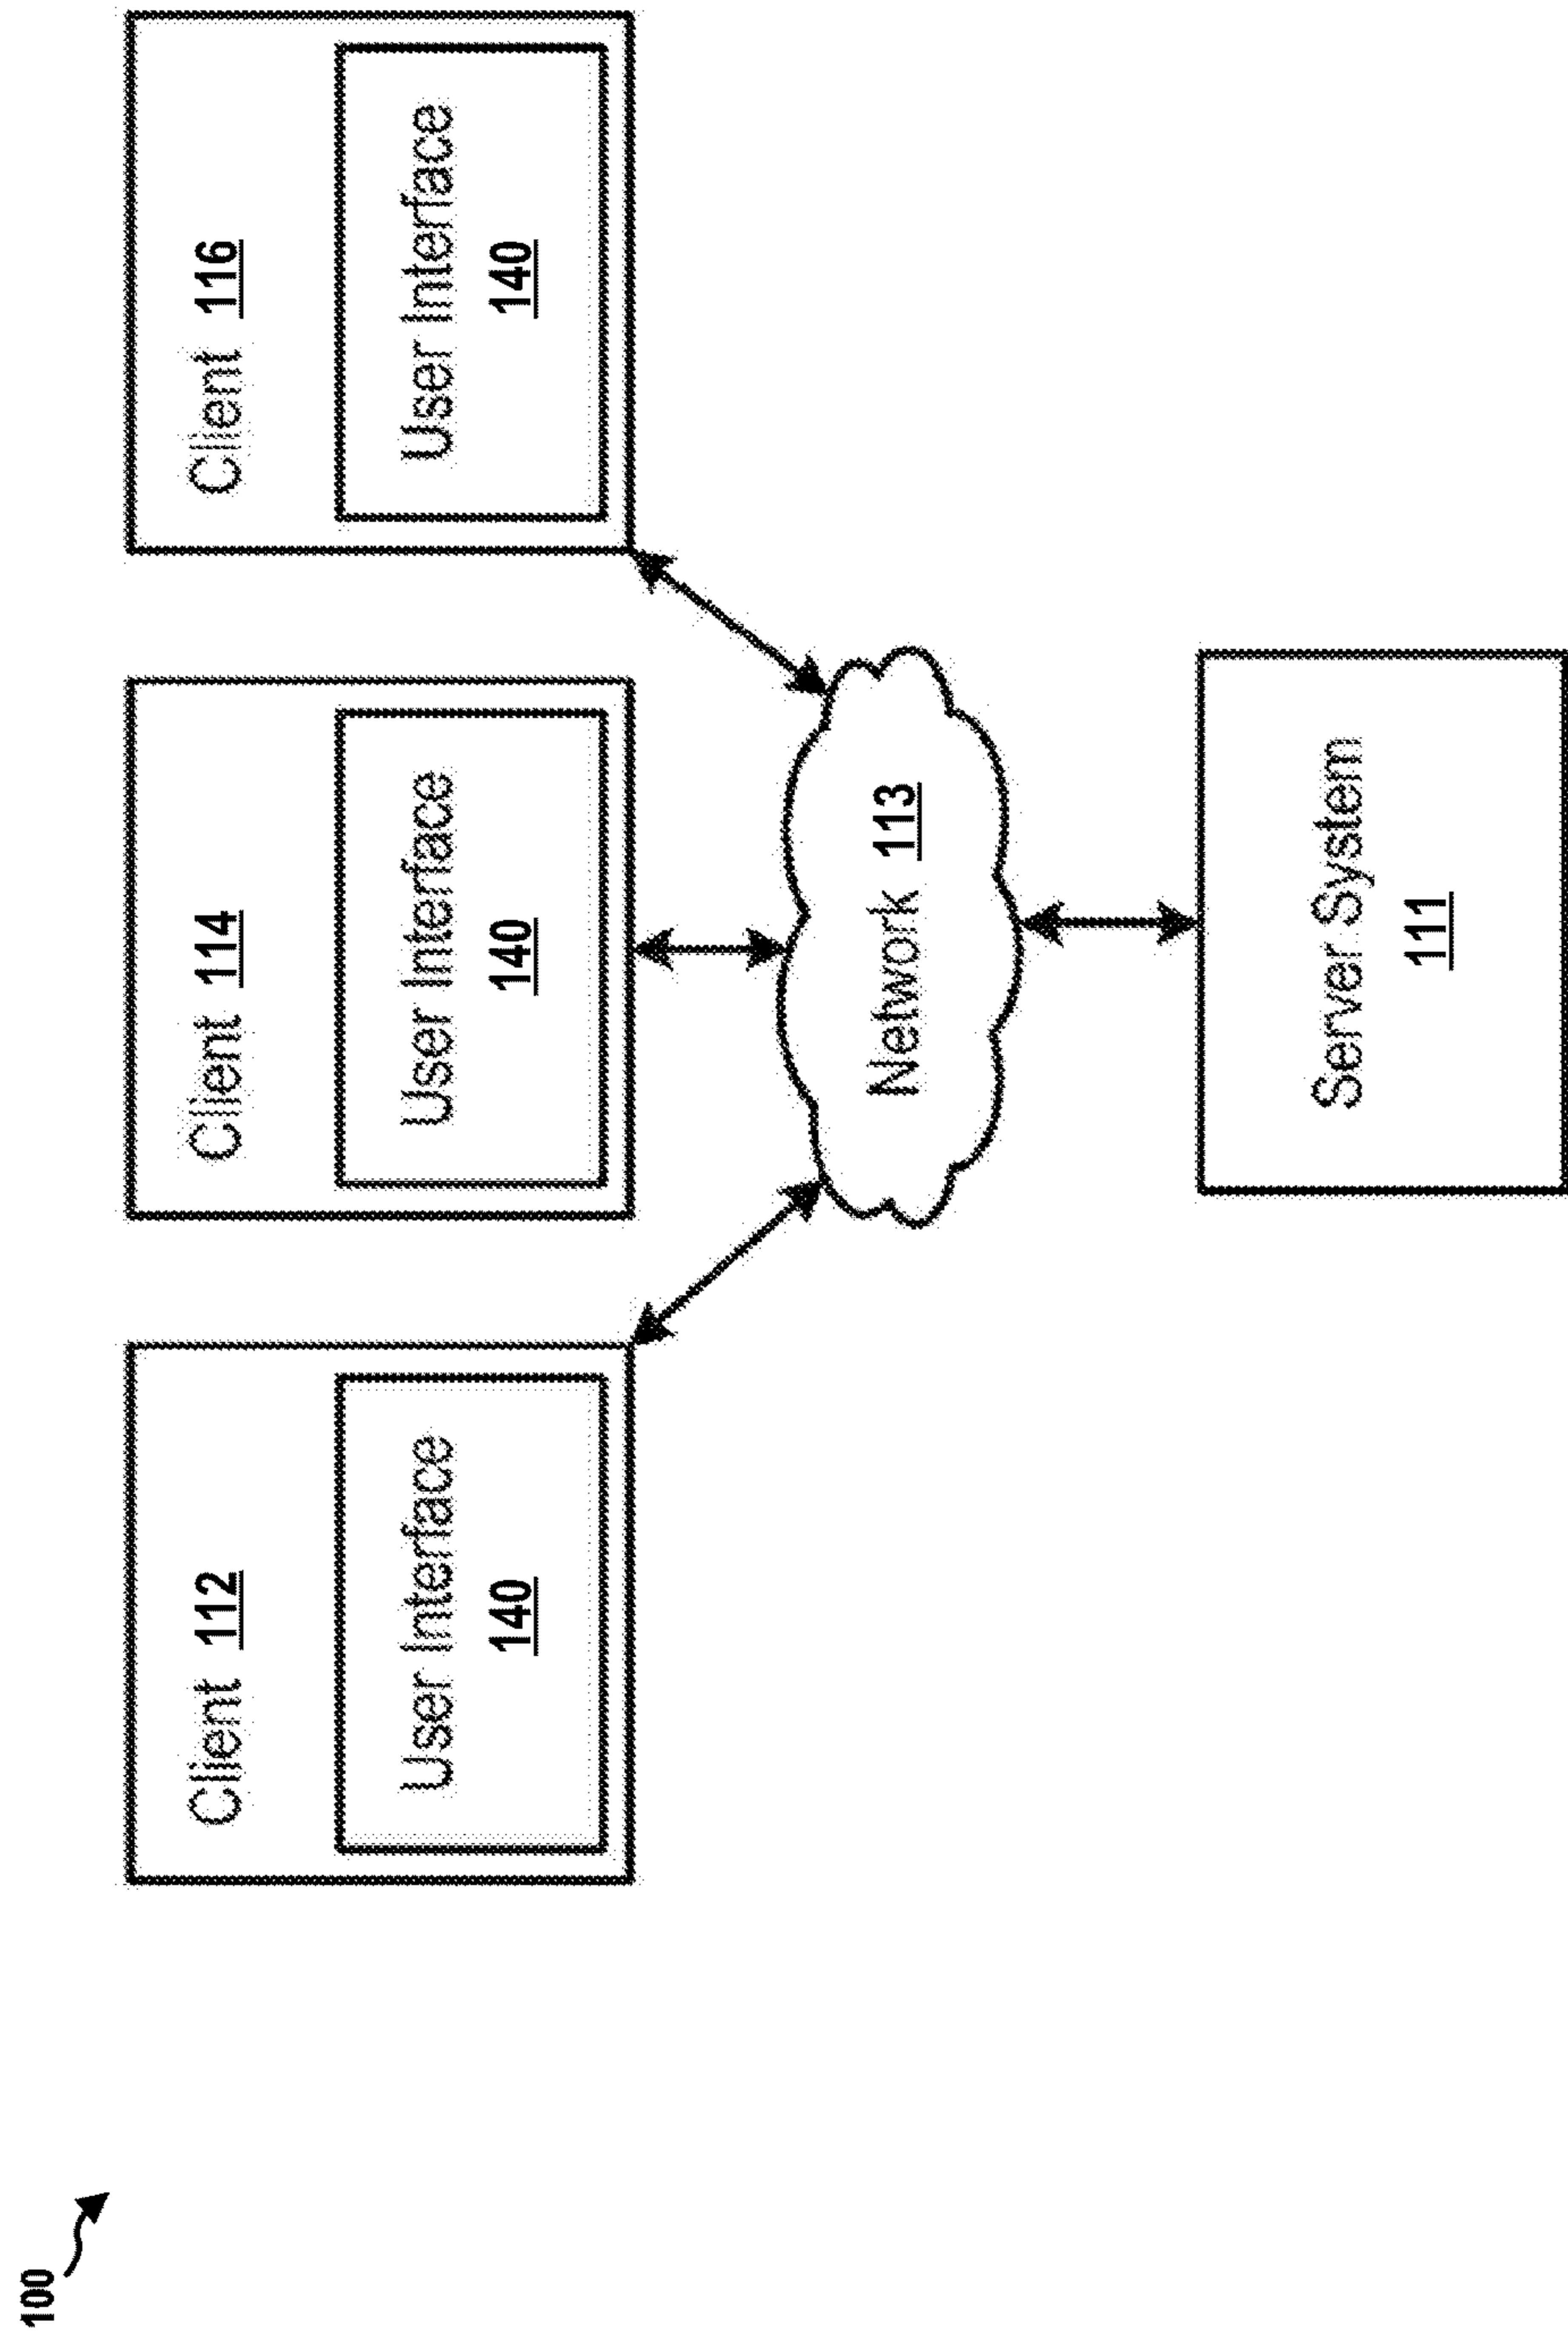 100
Client 112
User Interface
140
Client 114
User Interface
140
Client 116
User Interface
140
Network 113
Server System
111